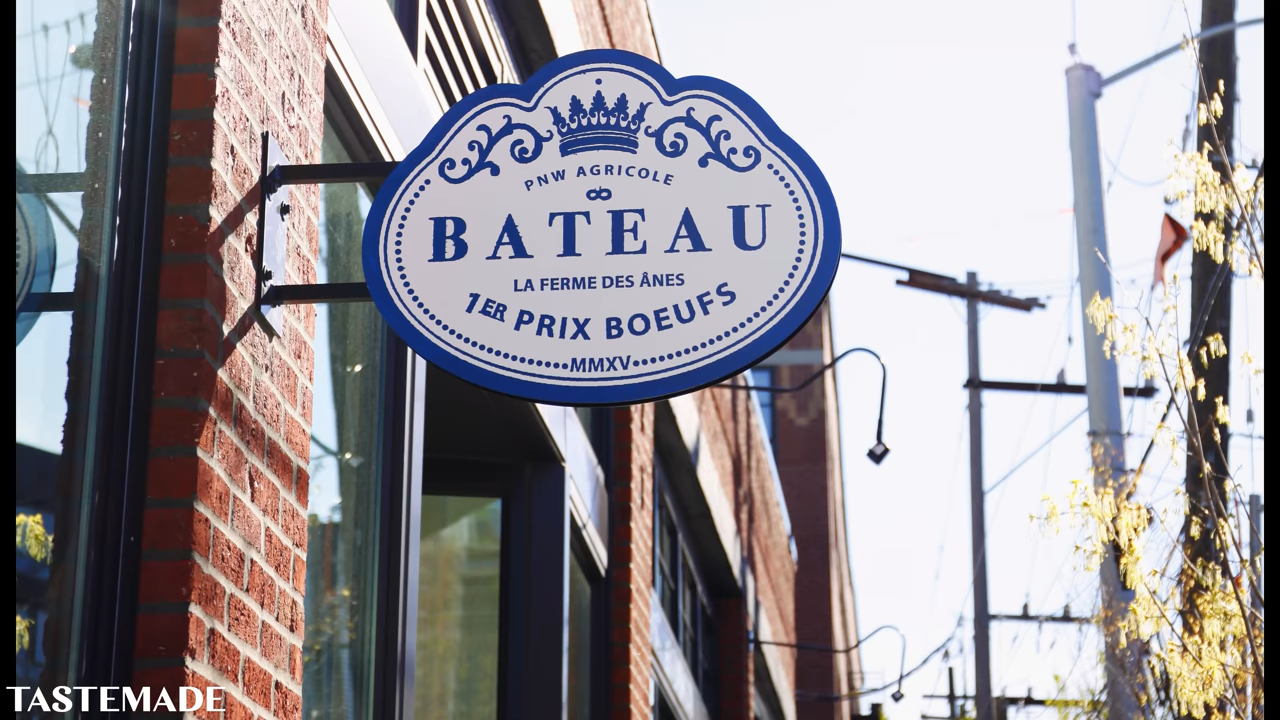 PNW AGRICOLE
BATEAU
LA FERME DES ÂNES
1ER PRIX BOEUFS
MMXV
TASTEMADE